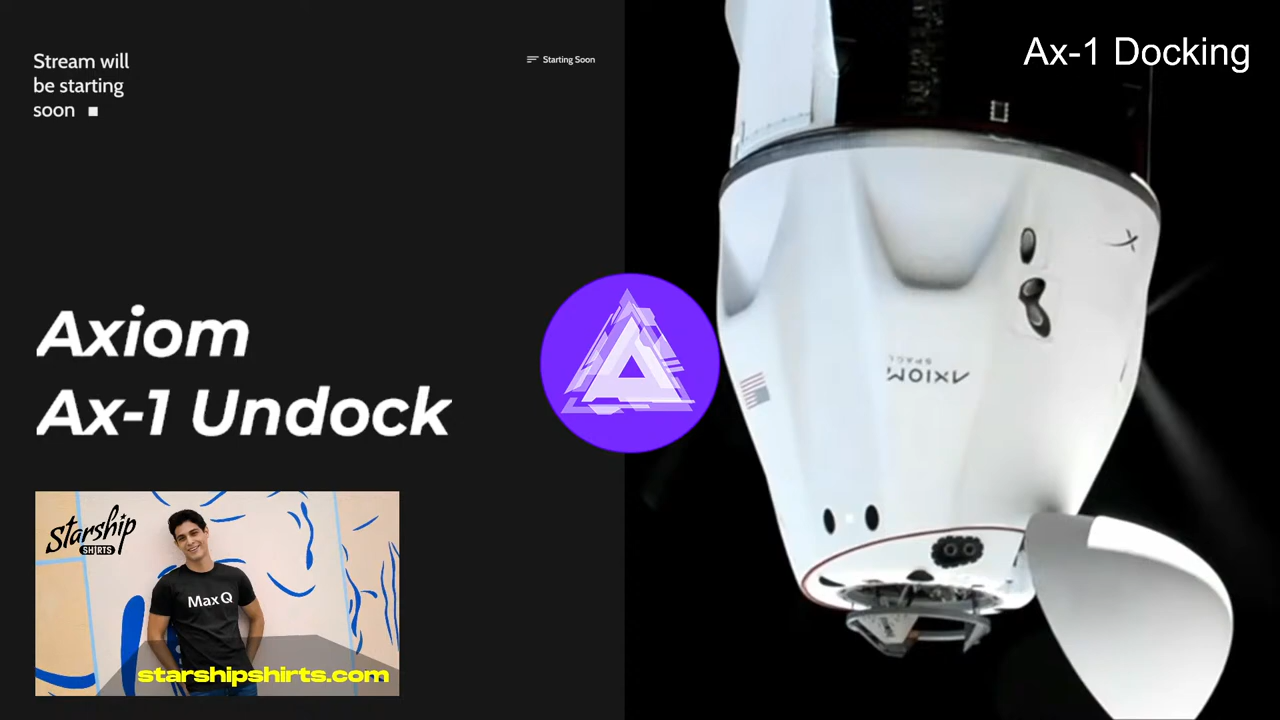 Stream will
be starting
soon
Starting Soon
Ax-1 Docking
Axiom
Ax-1 Undock
AXIOM
SPACE
Starship
SHIRTS
Max Q
starshipshirts.com